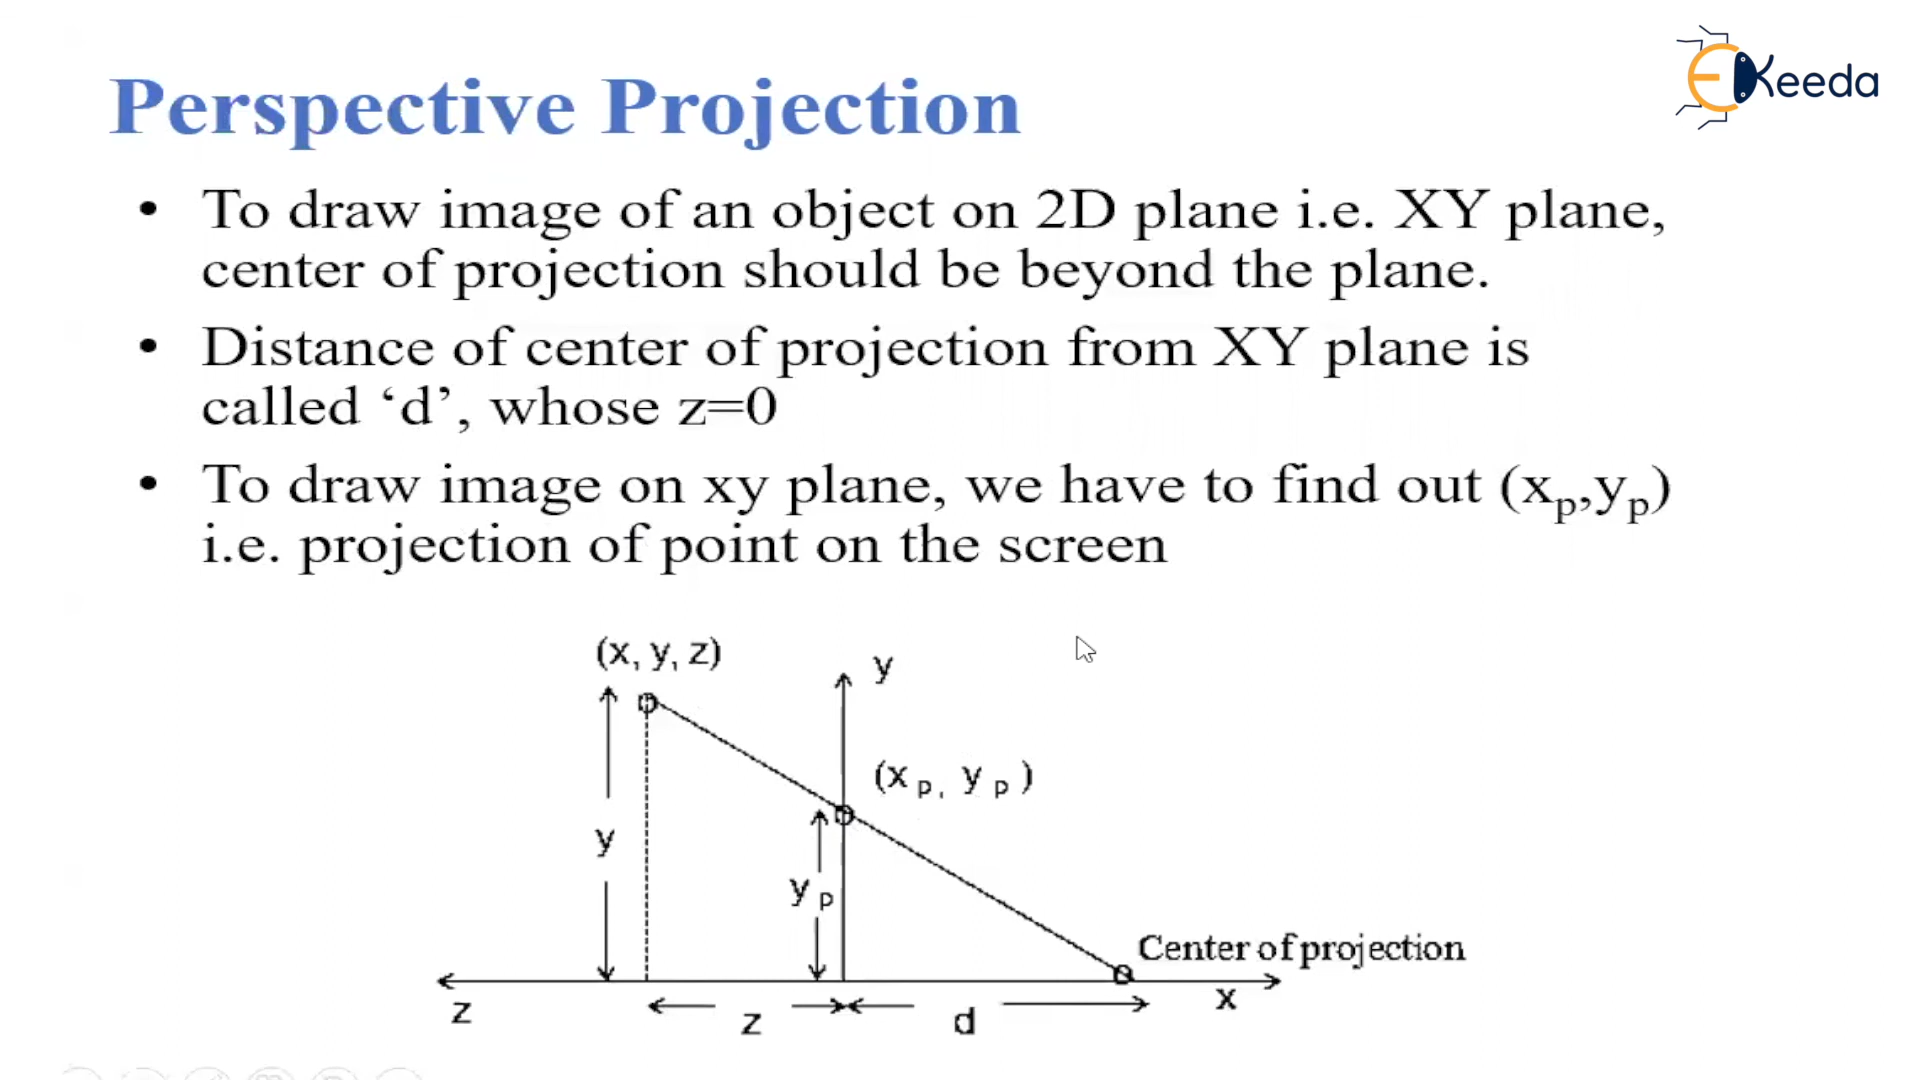 EKeeda
Perspective Projection
• To draw image of an object on 2D plane i.e. XY plane,
center of projection should be beyond the plane.
• Distance of center of projection from XY plane is
called ‘d’, whose z=0
• To draw image on xy plane, we have to find out (xp,yp)
i.e. projection of point on the screen
(x, y, z)
y
(x p, y p )
y
y p
Center of projection
z
z
d
x